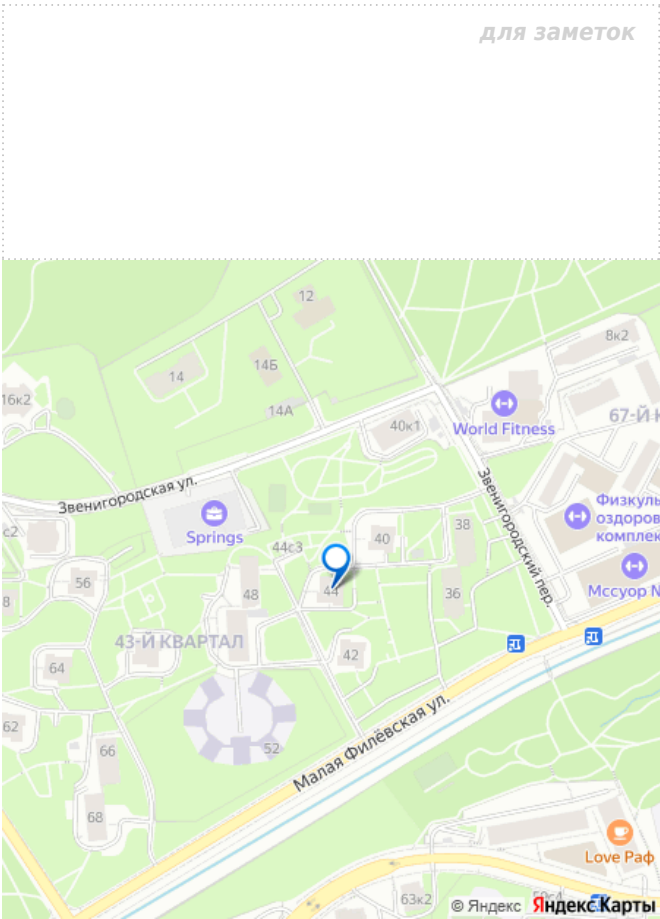 для заметок
12
8к2
14Б
14
16к2
14А
40к1
World Fitness
67-Й К
Звенигородская ул.
Звенигородский пер.
Физкуль
оздоров
комплек
Springs
с2
38
40
44с3
Мссуор №
56
48
44
36
8
43-Й КВАРТАЛ
42
64
62
52
Малая Филёвская ул.
66
68
Love Раф
63к2
© Яндекс
Яндекс Карты